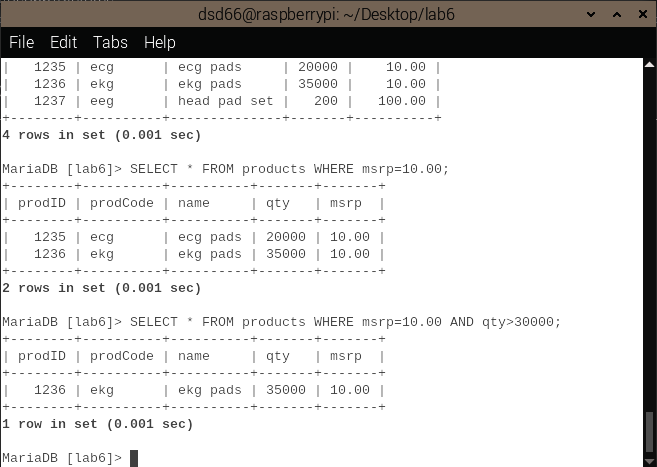 dsd66@raspberrypi: ~/Desktop/lab6
File Edit Tabs Help
|   1235 | ecg      | ecg pads     | 20000 |    10.00 |
|   1236 | ekg      | ekg pads     | 35000 |    10.00 |
|   1237 | eeg      | head pad set |   200 |   100.00 |
+--------+----------+--------------+-------+----------+
4 rows in set (0.001 sec)
MariaDB [lab6]> SELECT * FROM products WHERE msrp=10.00;
+--------+----------+----------+-------+-------+
| prodID | prodCode | name     | qty   | msrp  |
+--------+----------+----------+-------+-------+
|   1235 | ecg      | ecg pads | 20000 | 10.00 |
|   1236 | ekg      | ekg pads | 35000 | 10.00 |
+--------+----------+----------+-------+-------+
2 rows in set (0.001 sec)
MariaDB [lab6]> SELECT * FROM products WHERE msrp=10.00 AND qty>30000;
+--------+----------+----------+-------+-------+
| prodID | prodCode | name     | qty   | msrp  |
+--------+----------+----------+-------+-------+
|   1236 | ekg      | ekg pads | 35000 | 10.00 |
+--------+----------+----------+-------+-------+
1 row in set (0.001 sec)
MariaDB [lab6]>